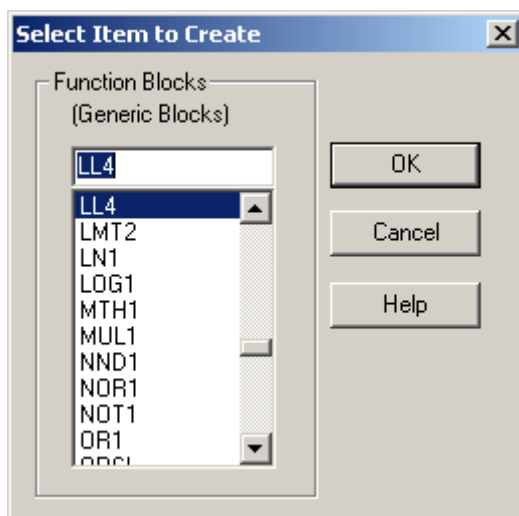 Select Item to Create
Function Blocks
(Generic Blocks)
LL4
LL4
LMT2
LN1
LOG1
MTH1
MUL1
NND1
NOR1
NOT1
OR1
OK
Cancel
Help